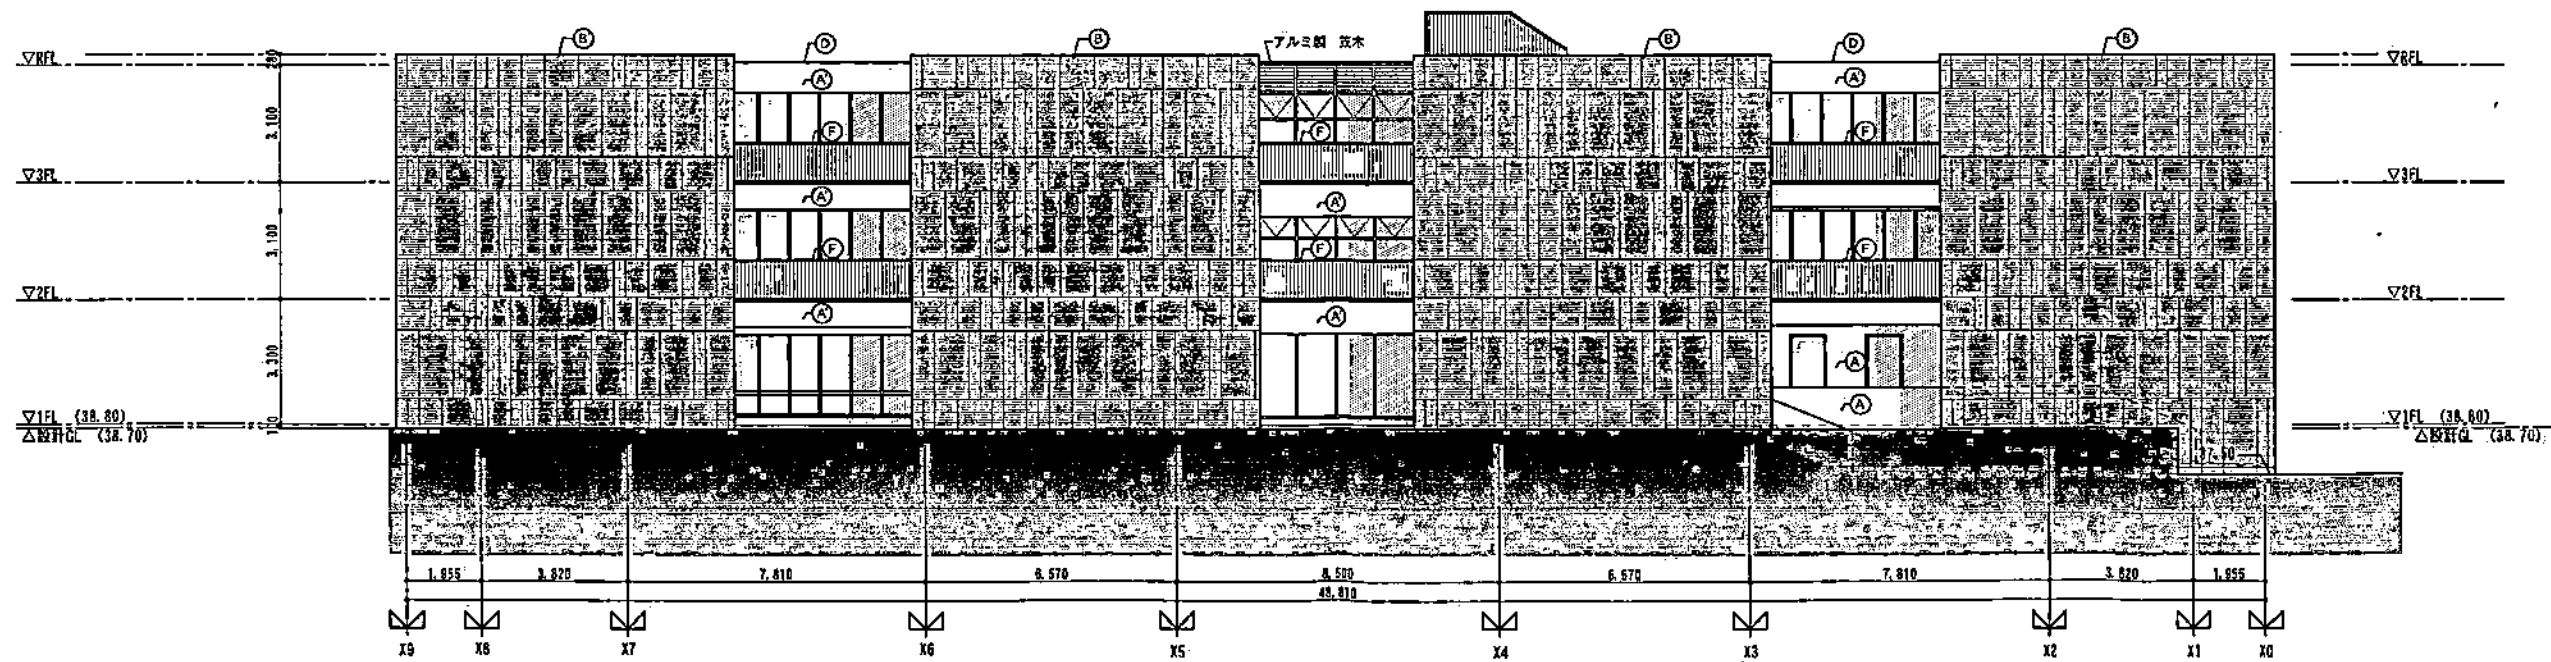 B
B
アルミ製 笠木
B
B
D
D
▽RFL
280
▽RFL
A'
A'
3,100
F
F
F
▽3FL
▽3FL
A'
A'
3,100
F
F
F
▽2FL
▽2FL
A'
A'
3,300
A
A
▽1FL (38.80)
▽1FL (38.80)
100
△設計GL (38.70)
△設計GL (38.70)
1,955 3,820 7,810 6,570 8,500 6,570 7,810 3,820 1,955
48,810
X9 X8 X7 X6 X5 X4 X3 X2 X1 X0